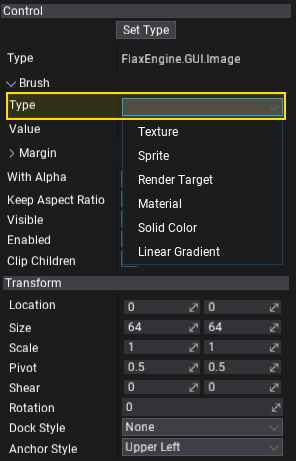 Control
Set Type
Type FlaxEngine.GUI.Image
Brush
Type
Value
Texture
Sprite
Margin
Render Target
With Alpha
Material
Keep Aspect Ratio
Visible
Solid Color
Enabled
Linear Gradient
Clip Children
Transform
Location 0 0
Size 64 64
Scale 1 1
Pivot 0.5 0.5
Shear 0 0
Rotation 0
Dock Style None
Anchor Style Upper Left